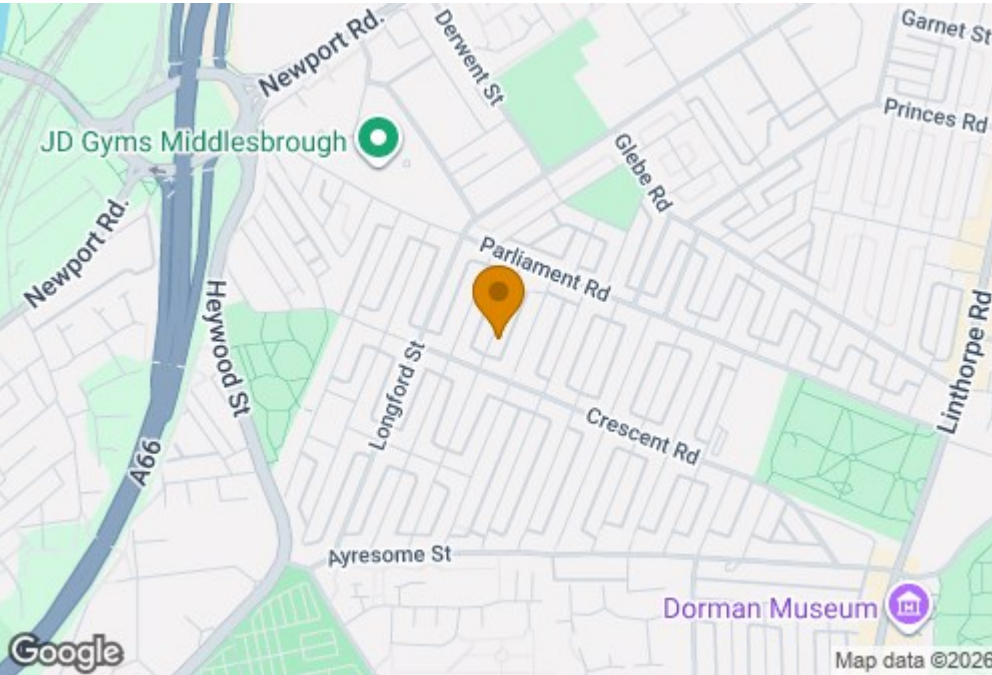 Garnet St
Newport Rd.
Derwent St
Princes Rd
JD Gyms Middlesbrough
Glebe Rd
Newport Rd.
Parliament Rd
Heywood St
Linthorpe Rd
Longford St
Crescent Rd
A66
Ayresome St
Dorman Museum
Google
Map data ©2026